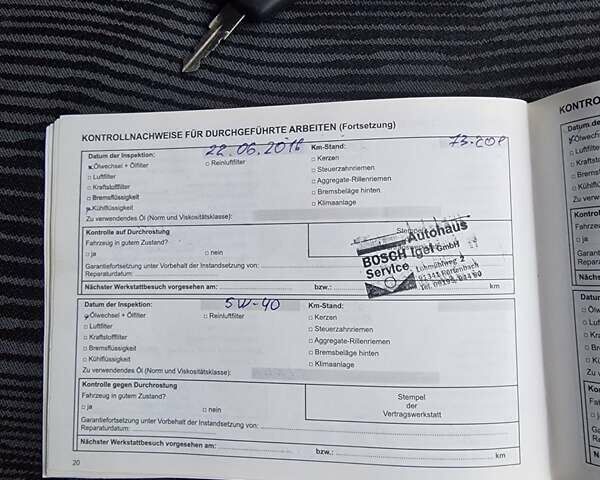 KONTROLLNACHWEISE FÜR DURCHGEFÜHRTE ARBEITEN (Fortsetzung)
Datum der Inspektion: 22.06.2016 Km-Stand:
Ölwechsel + Ölfilter Reinluftfilter Kerzen
Luftfilter Steuerzahnriemen
Kraftstofffilter Aggregate-Rillenriemen
Bremsflüssigkeit Bremsbeläge hinten
Kühlflüssigkeit Klimaanlage
Zu verwendendes Öl (Norm und Viskositätsklasse):
Kontrolle auf Durchrostung
Fahrzeug in gutem Zustand?
ja nein
Garantiefortsetzung unter Vorbehalt der Instandsetzung von:
Reparaturdatum:
Nächster Werkstattbesuch vorgesehen am: bzw.: km
Stempel
Autohaus
BOSCH Igel GmbH
Service
Datum der Inspektion: 5W-40 Km-Stand:
Ölwechsel + Ölfilter Reinluftfilter Kerzen
Luftfilter Steuerzahnriemen
Kraftstofffilter Aggregate-Rillenriemen
Bremsflüssigkeit Bremsbeläge hinten
Kühlflüssigkeit Klimaanlage
Zu verwendendes Öl (Norm und Viskositätsklasse):
Kontrolle gegen Durchrostung
Fahrzeug in gutem Zustand?
ja nein
Garantiefortsetzung unter Vorbehalt der Instandsetzung von:
Reparaturdatum:
Stempel
der
Vertragswerkstatt
Nächster Werkstattbesuch vorgesehen am: bzw.: km
20